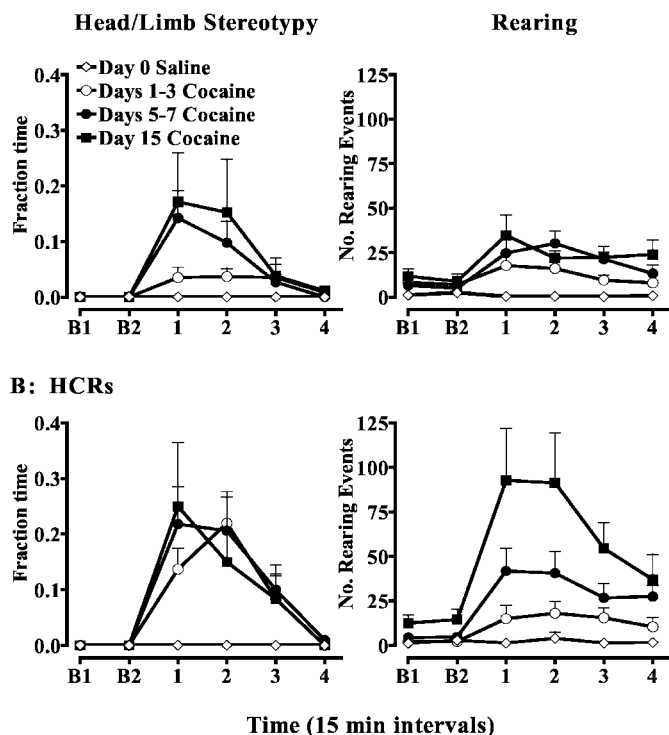 Head/Limb Stereotypy
Rearing
Fraction time
0.4
0.3
0.2
0.1
0.0
Day 0 Saline
Days 1-3 Cocaine
Days 5-7 Cocaine
Day 15 Cocaine
B1 B2 1 2 3 4
No. Rearing Events
125
100
75
50
25
0
B1 B2 1 2 3 4
B: HCRs
Fraction time
0.4
0.3
0.2
0.1
0.0
B1 B2 1 2 3 4
No. Rearing Events
125
100
75
50
25
0
B1 B2 1 2 3 4
Time (15 min intervals)